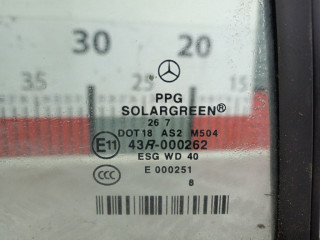 30 20
35 25 15
PPG
SOLARGREEN®
26 7
DOT18 AS2 M504
E11 43R-000262
ESG WD 40
CCC E 000251
8